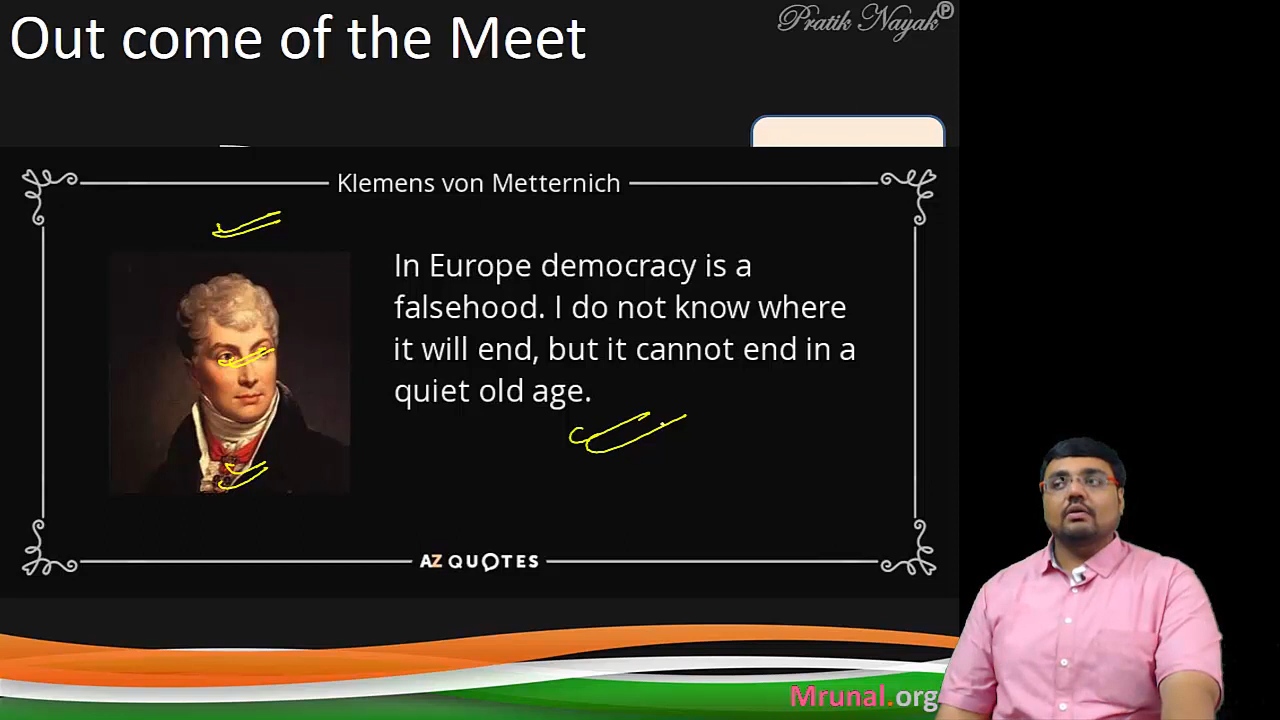 Out come of the Meet
Pratik Nayak℗
Klemens von Metternich
In Europe democracy is a
falsehood. I do not know where
it will end, but it cannot end in a
quiet old age.
AZ QUOTES
Mrunal.org